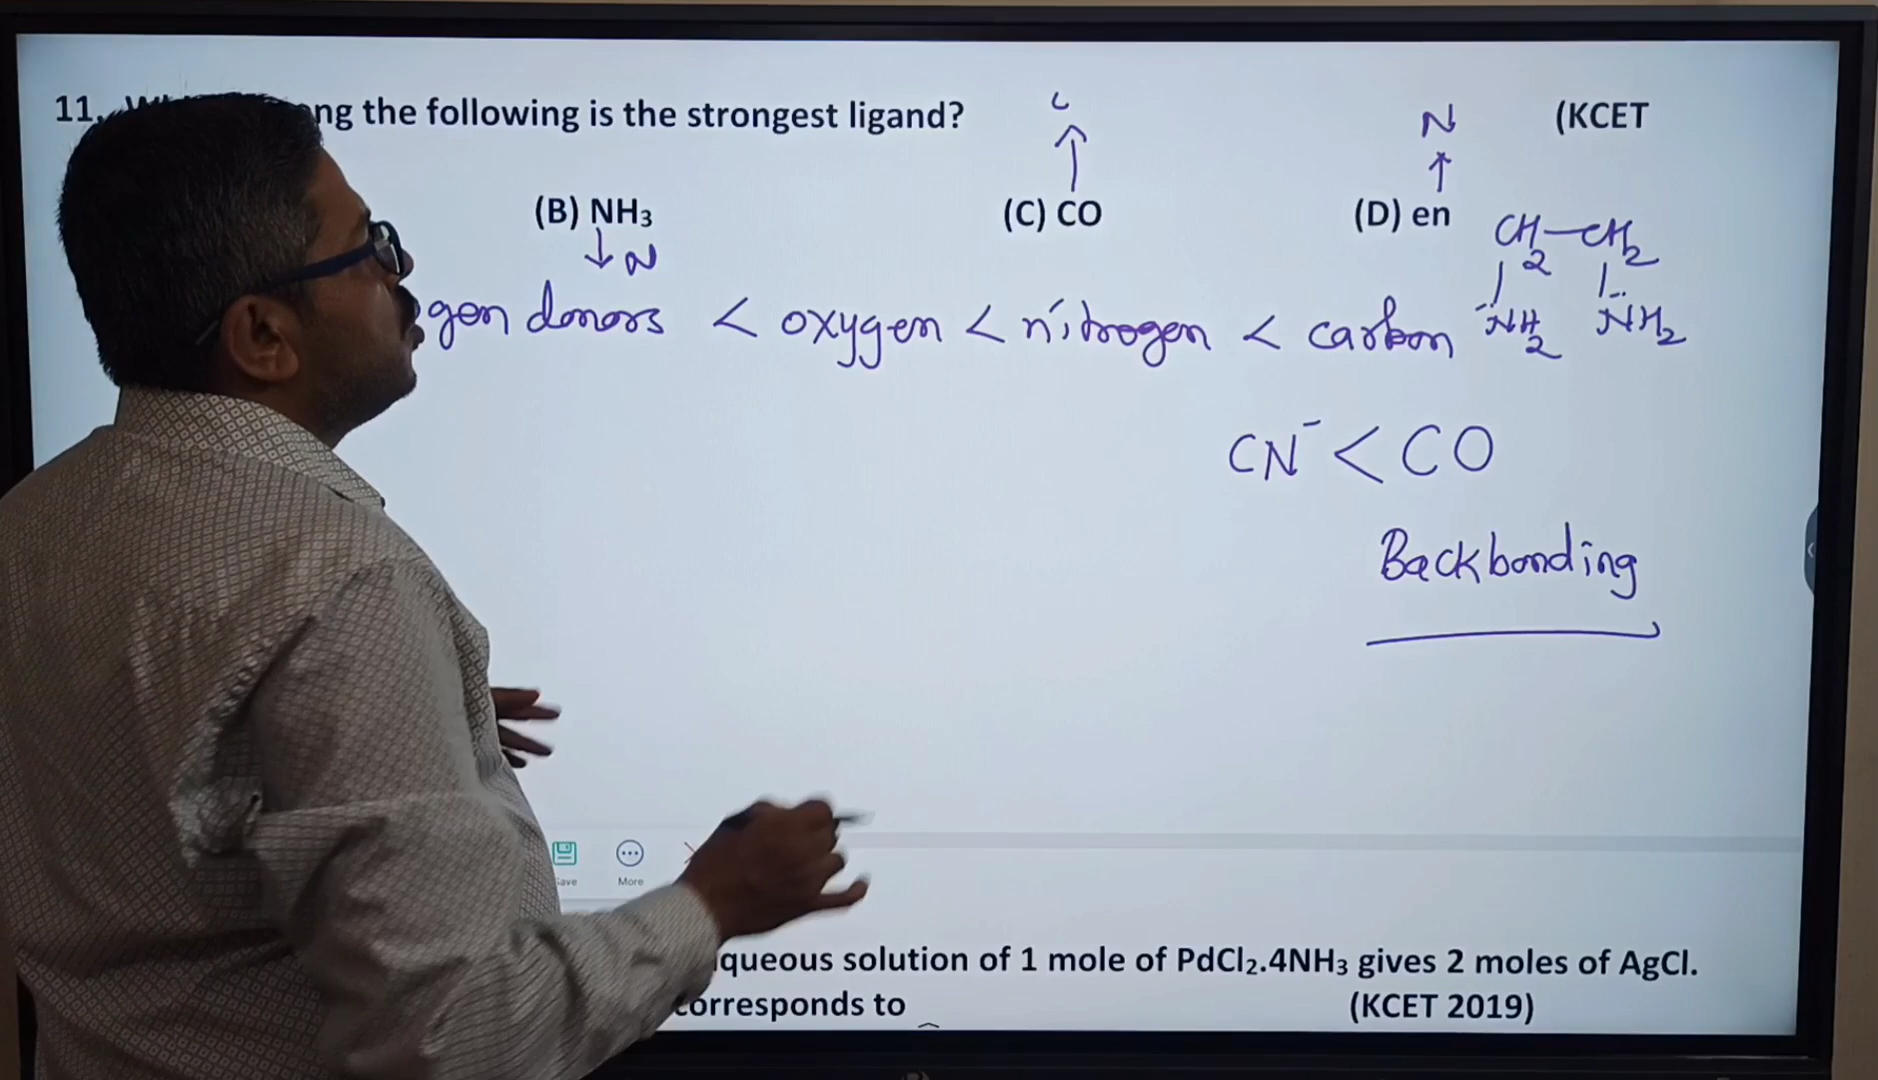 11. ng the following is the strongest ligand? (KCET
C N
(B) NH₃ (C) CO (D) en
N
CH₂—CH₂
gen donors < oxygen < nitrogen < carbon
NH₂ NH₂
CN⁻ < CO
Backbonding
ave More
queous solution of 1 mole of PdCl₂.4NH₃ gives 2 moles of AgCl.
orresponds to (KCET 2019)